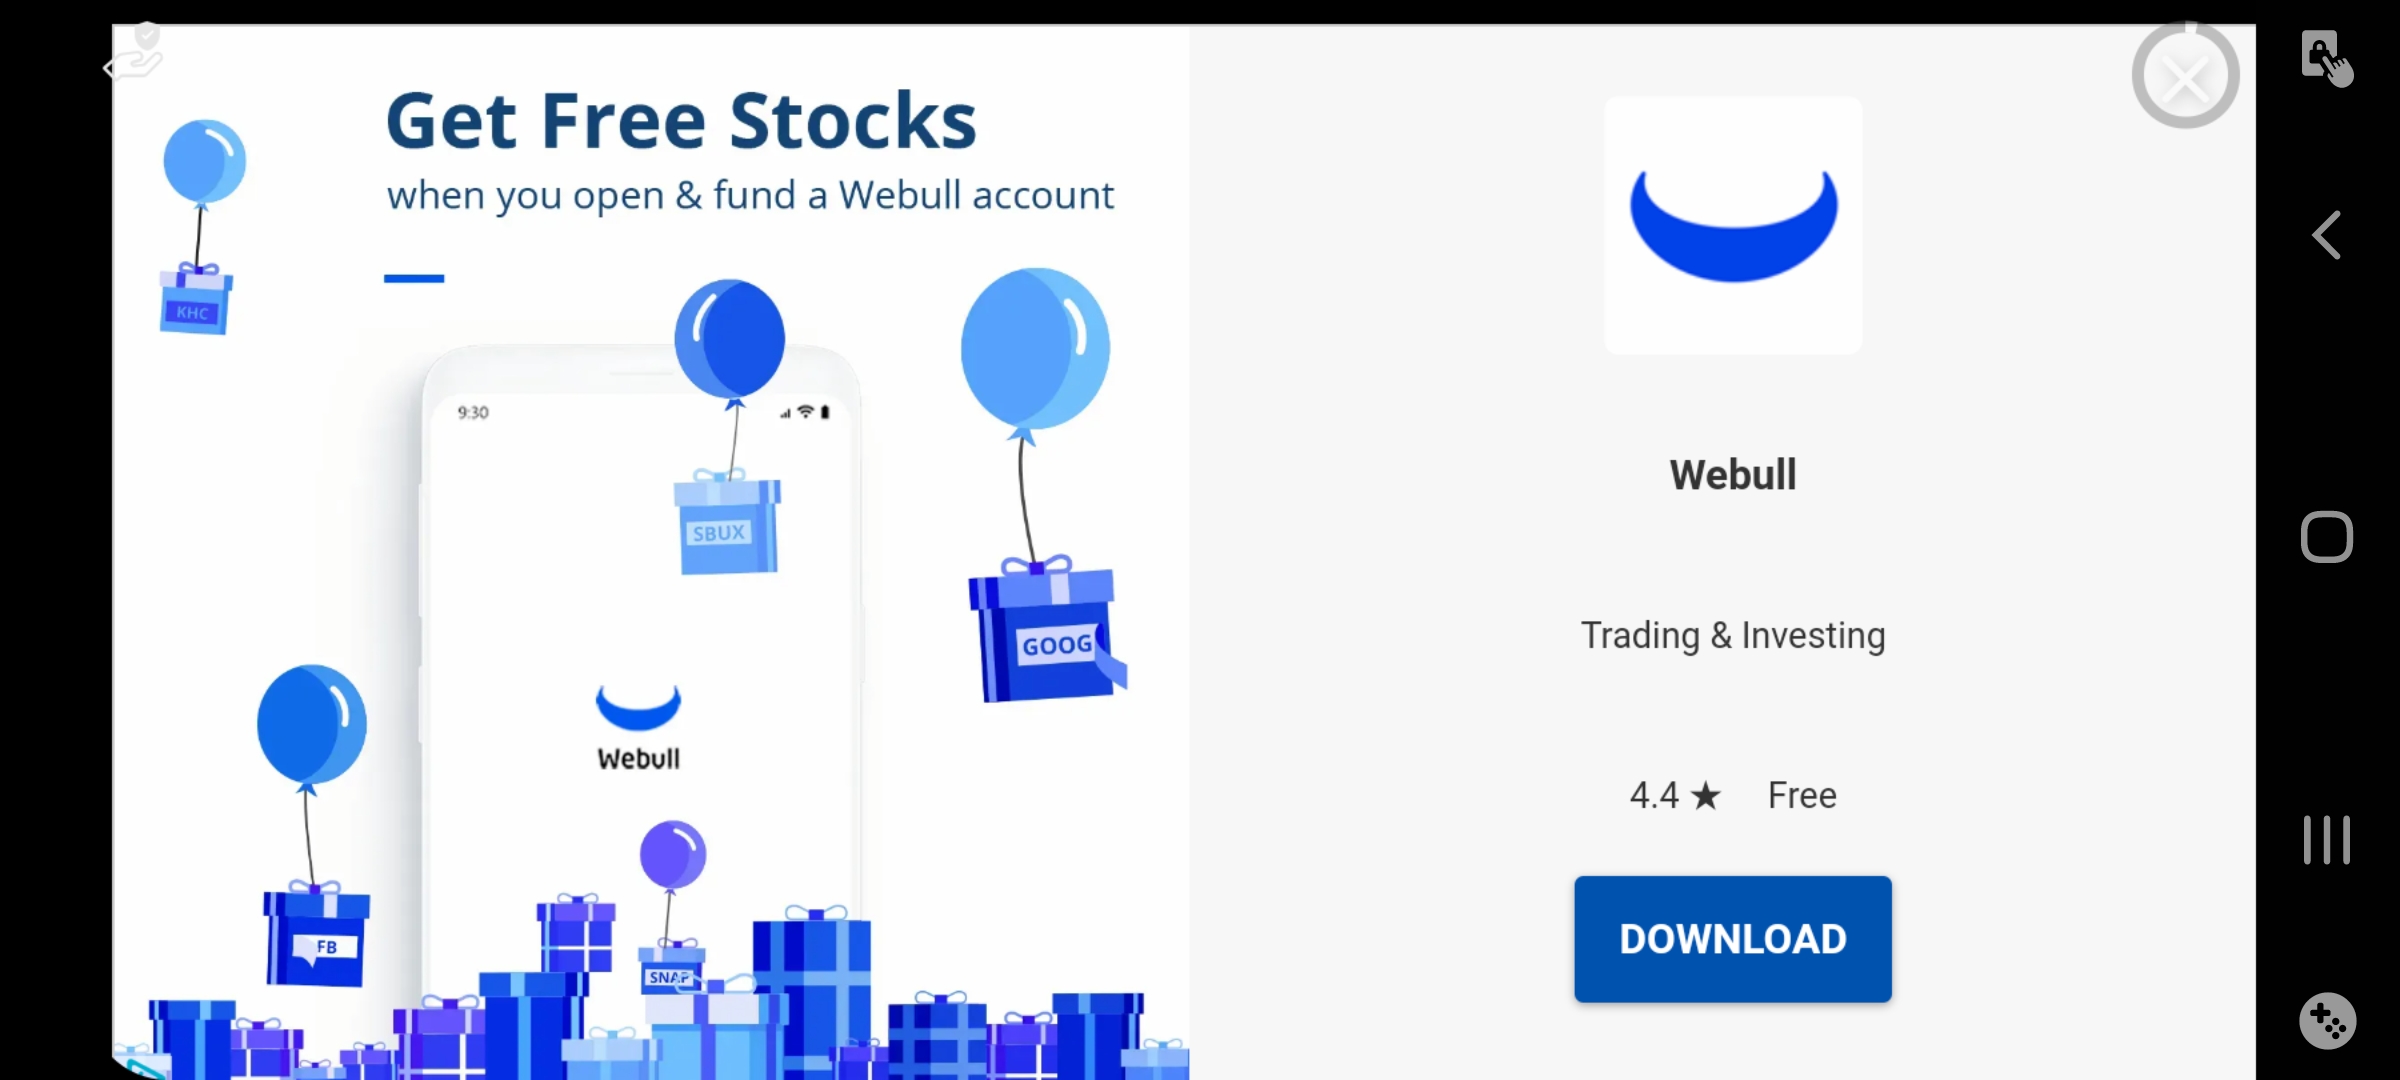 Get Free Stocks
when you open & fund a Webull account
KHC
9:30
SBUX
GOOG
Webull
FB
SNAP
Webull
Trading & Investing
4.4 ★ Free
DOWNLOAD